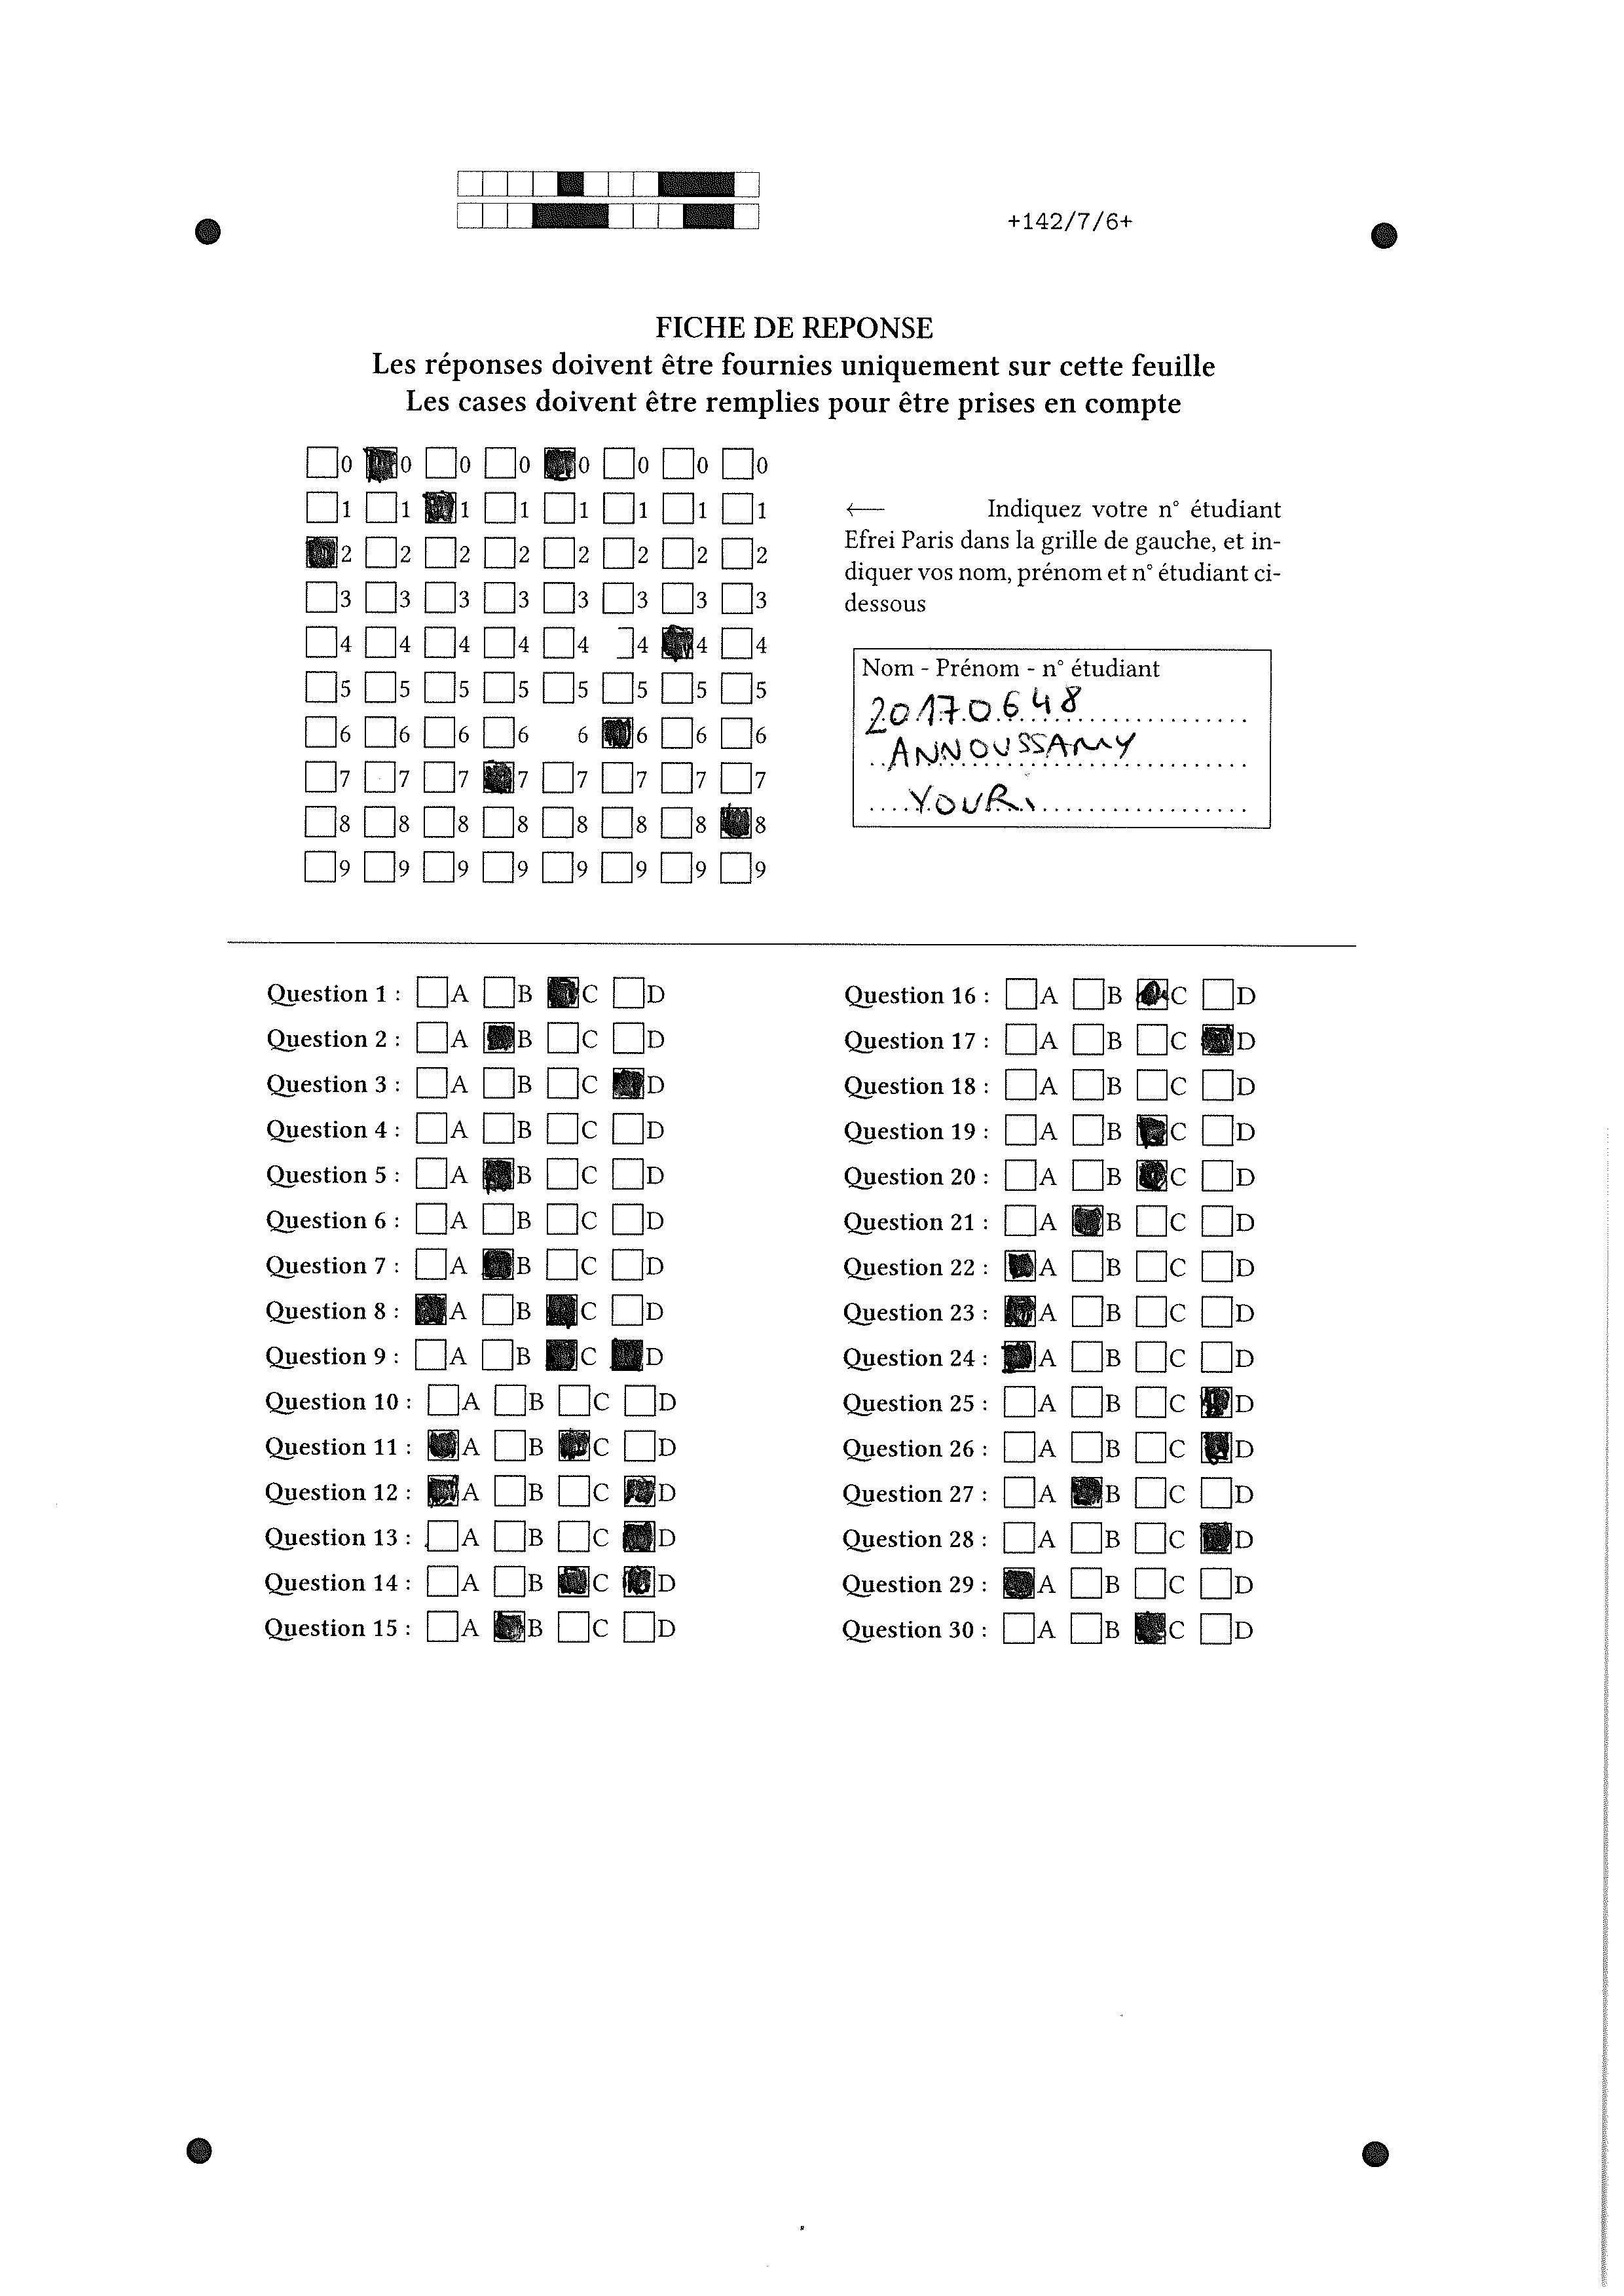 +142/7/6+
FICHE DE REPONSE
Les réponses doivent être fournies uniquement sur cette feuille
Les cases doivent être remplies pour être prises en compte
0 0 0 0 0 0 0 0
1 1 1 1 1 1 1 1
2 2 2 2 2 2 2 2
3 3 3 3 3 3 3 3
4 4 4 4 4 4 4 4
5 5 5 5 5 5 5 5
6 6 6 6 6 6 6 6
7 7 7 7 7 7 7 7
8 8 8 8 8 8 8 8
9 9 9 9 9 9 9 9
← Indiquez votre n° étudiant
Efrei Paris dans la grille de gauche, et in-
diquer vos nom, prénom et n° étudiant ci-
dessous
Nom - Prénom - n° étudiant
20170648
ANNOUSSAMY
YOURI
Question 1 : A B C D
Question 2 : A B C D
Question 3 : A B C D
Question 4 : A B C D
Question 5 : A B C D
Question 6 : A B C D
Question 7 : A B C D
Question 8 : A B C D
Question 9 : A B C D
Question 10 : A B C D
Question 11 : A B C D
Question 12 : A B C D
Question 13 : A B C D
Question 14 : A B C D
Question 15 : A B C D
Question 16 : A B C D
Question 17 : A B C D
Question 18 : A B C D
Question 19 : A B C D
Question 20 : A B C D
Question 21 : A B C D
Question 22 : A B C D
Question 23 : A B C D
Question 24 : A B C D
Question 25 : A B C D
Question 26 : A B C D
Question 27 : A B C D
Question 28 : A B C D
Question 29 : A B C D
Question 30 : A B C D